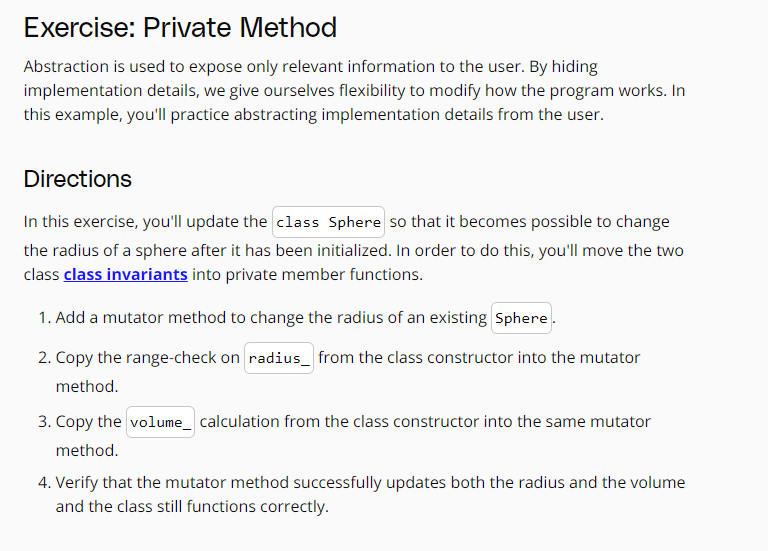 Exercise: Private Method
Abstraction is used to expose only relevant information to the user. By hiding
implementation details, we give ourselves flexibility to modify how the program works. In
this example, you'll practice abstracting implementation details from the user.
Directions
In this exercise, you'll update the class Sphere so that it becomes possible to change
the radius of a sphere after it has been initialized. In order to do this, you'll move the two
class class invariants into private member functions.
1. Add a mutator method to change the radius of an existing Sphere.
2. Copy the range-check on radius_ from the class constructor into the mutator
method.
3. Copy the volume_ calculation from the class constructor into the same mutator
method.
4. Verify that the mutator method successfully updates both the radius and the volume
and the class still functions correctly.